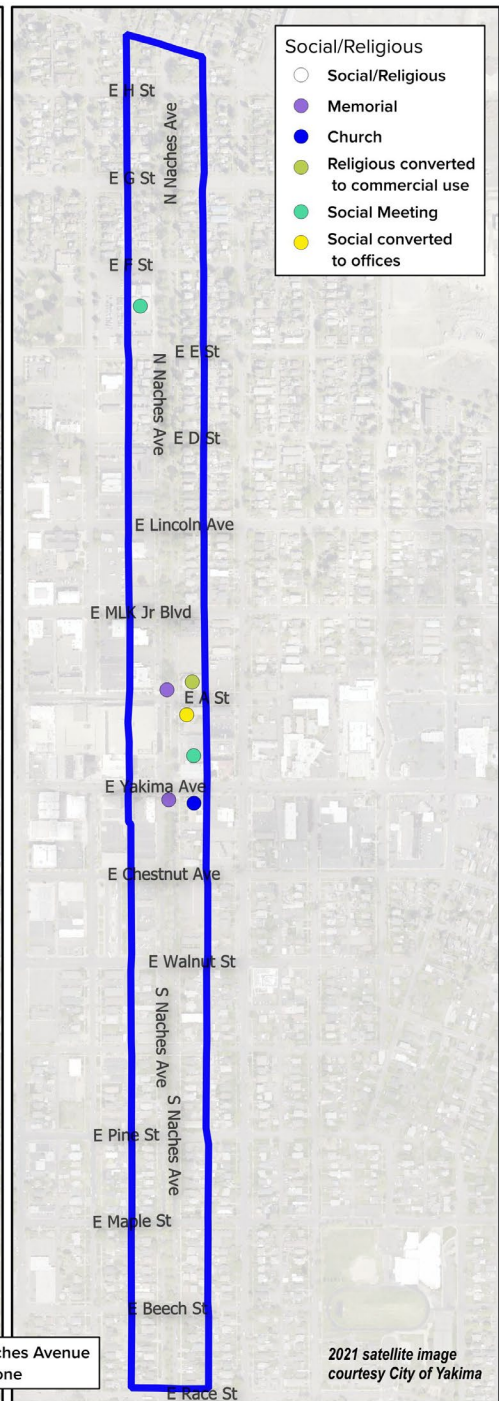 Social/Religious
Social/Religious
Memorial
Church
Religious converted
to commercial use
Social Meeting
Social converted
to offices
E H St
N Naches Ave
E G St
E F St
E E St
N Naches Ave
E D St
E Lincoln Ave
E MLK Jr Blvd
E A St
E Yakima Ave
E Chestnut Ave
E Walnut St
S Naches Ave
S Naches Ave
E Pine St
E Maple St
E Beech St
ches Avenue
one
2021 satellite image
courtesy City of Yakima
E Race St